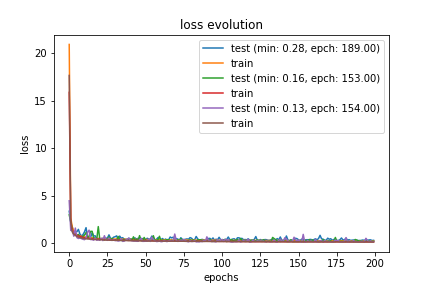 loss evolution
20
15
10
5
0
loss
test (min: 0.28, epch: 189.00)
train
test (min: 0.16, epch: 153.00)
train
test (min: 0.13, epch: 154.00)
train
0 25 50 75 100 125 150 175 200
epochs